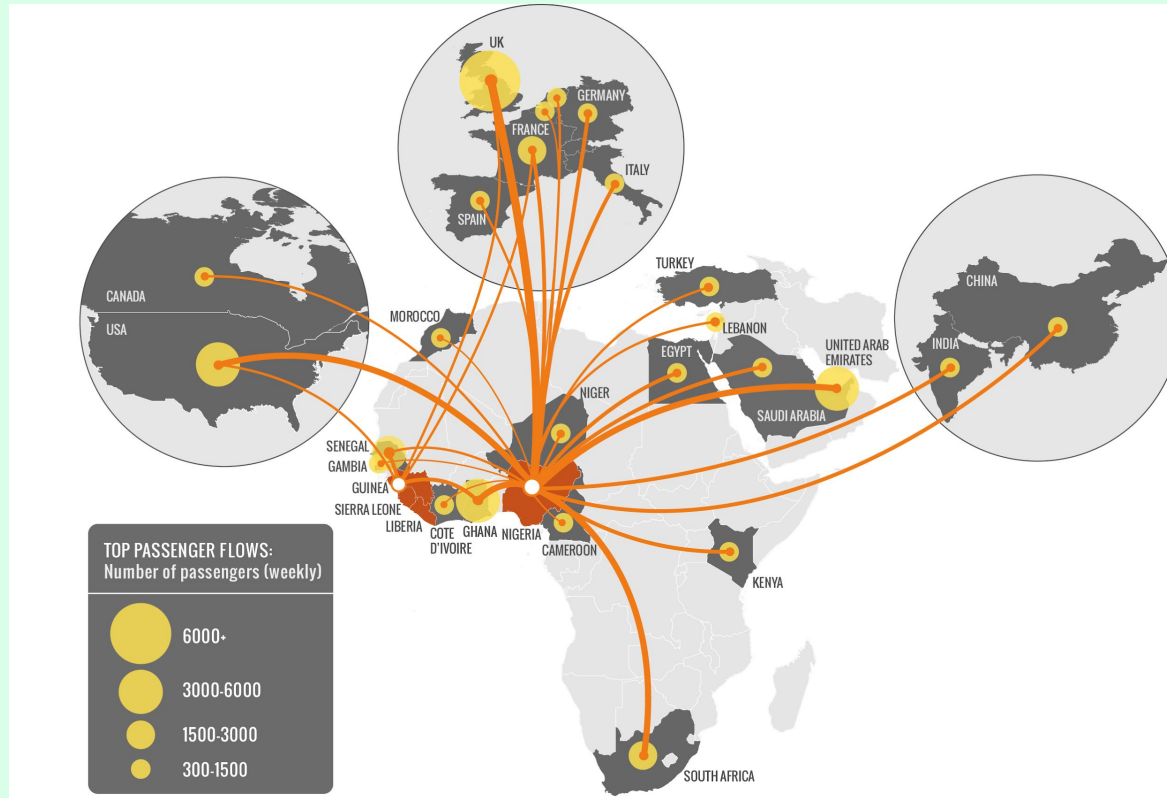 UK
GERMANY
FRANCE
ITALY
SPAIN
CANADA
USA
MOROCCO
TURKEY
LEBANON
EGYPT
UNITED ARAB
EMIRATES
SAUDI ARABIA
CHINA
INDIA
NIGER
SENEGAL
GAMBIA
GUINEA
SIERRA LEONE
LIBERIA
COTE
D'IVOIRE
GHANA
NIGERIA
CAMEROON
KENYA
SOUTH AFRICA
TOP PASSENGER FLOWS:
Number of passengers (weekly)
6000+
3000-6000
1500-3000
300-1500